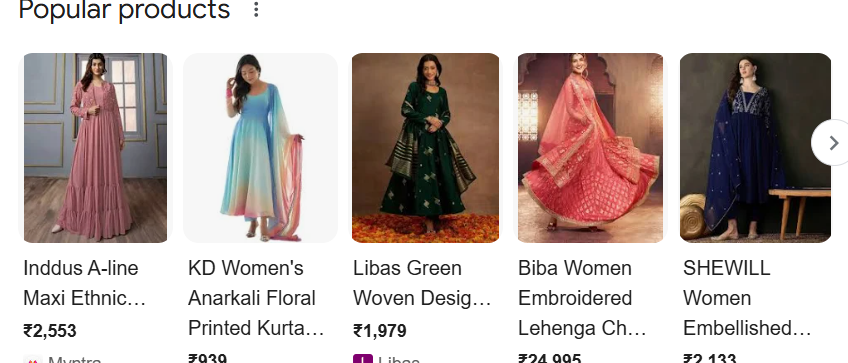 Popular products
Inddus A-line
Maxi Ethnic...
₹2,553
Myntra
KD Women's
Anarkali Floral
Printed Kurta...
₹939
Libas Green
Woven Desig...
₹1,979
Libas
Biba Women
Embroidered
Lehenga Ch...
₹24,995
SHEWILL
Women
Embellished...
₹2,133